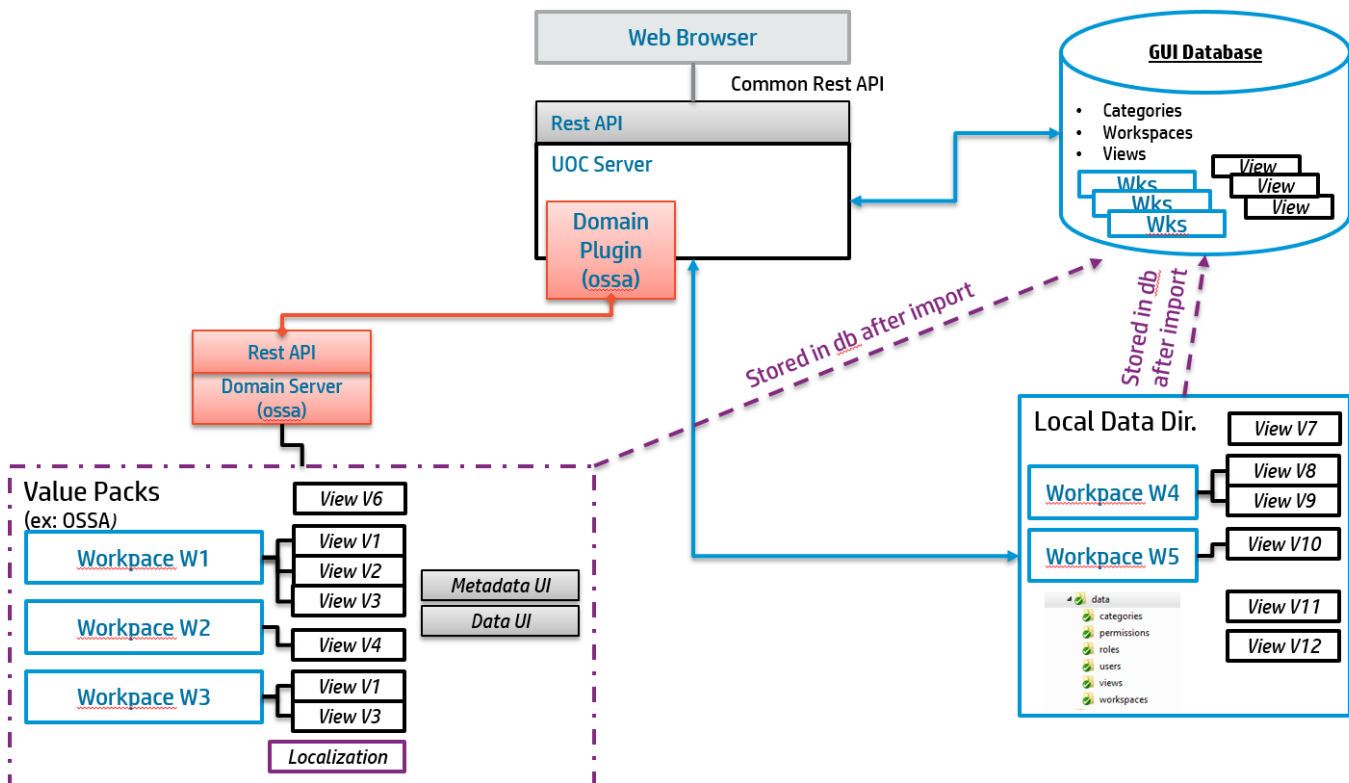 Web Browser
Common Rest API
Rest API
UOC Server
Domain
Plugin
(ossa)
GUI Database
• Categories
• Workspaces
• Views
Wks
Wks
Wks
View
View
View
Stored in db after import
Stored in db
after import
Rest API
Domain Server
(ossa)
Value Packs
(ex: OSSA)
View V6
Workpace W1
View V1
View V2
View V3
Workpace W2
View V4
Workpace W3
View V1
View V3
Localization
Metadata UI
Data UI
Local Data Dir.
View V7
Workpace W4
View V8
View V9
Workpace W5
View V10
View V11
View V12
data
categories
permissions
roles
users
views
workspaces